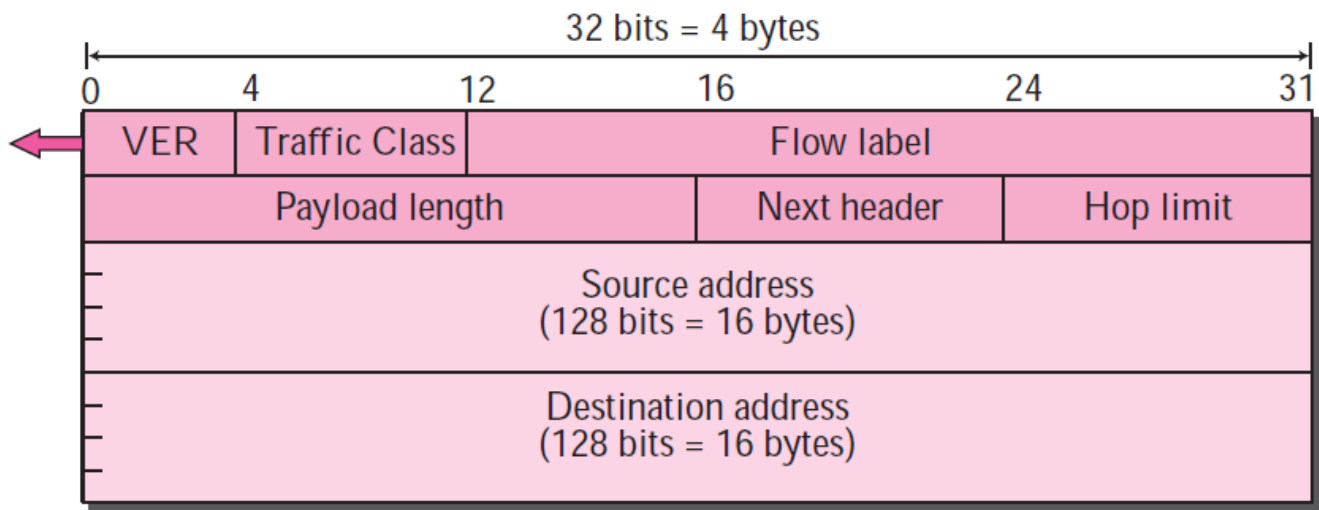 32 bits = 4 bytes
0 4 12 16 24 31
VER Traffic Class Flow label
Payload length Next header Hop limit
Source address
(128 bits = 16 bytes)
Destination address
(128 bits = 16 bytes)